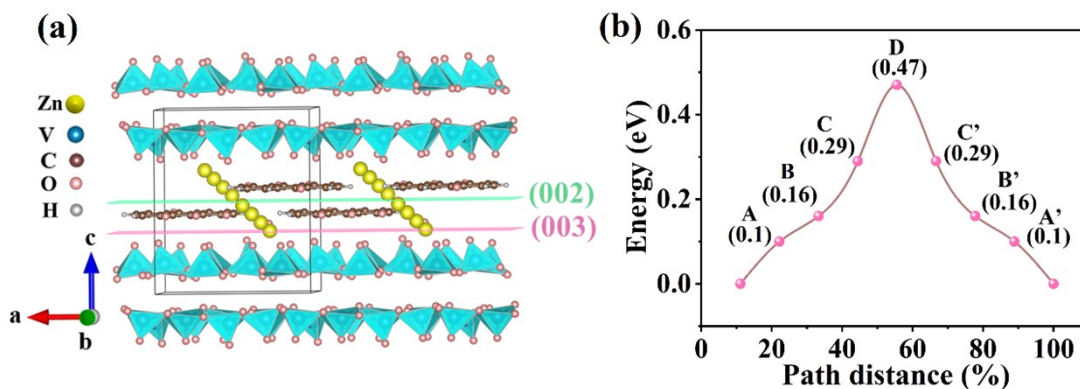 (a)
Zn
V
C
O
H
c
a
b
(002)
(003)
(b)
Energy (eV)
0.6
0.4
0.2
0.0
A
(0.1)
B
(0.16)
C
(0.29)
D
(0.47)
C’
(0.29)
B’
(0.16)
A’
(0.1)
0 20 40 60 80 100
Path distance (%)